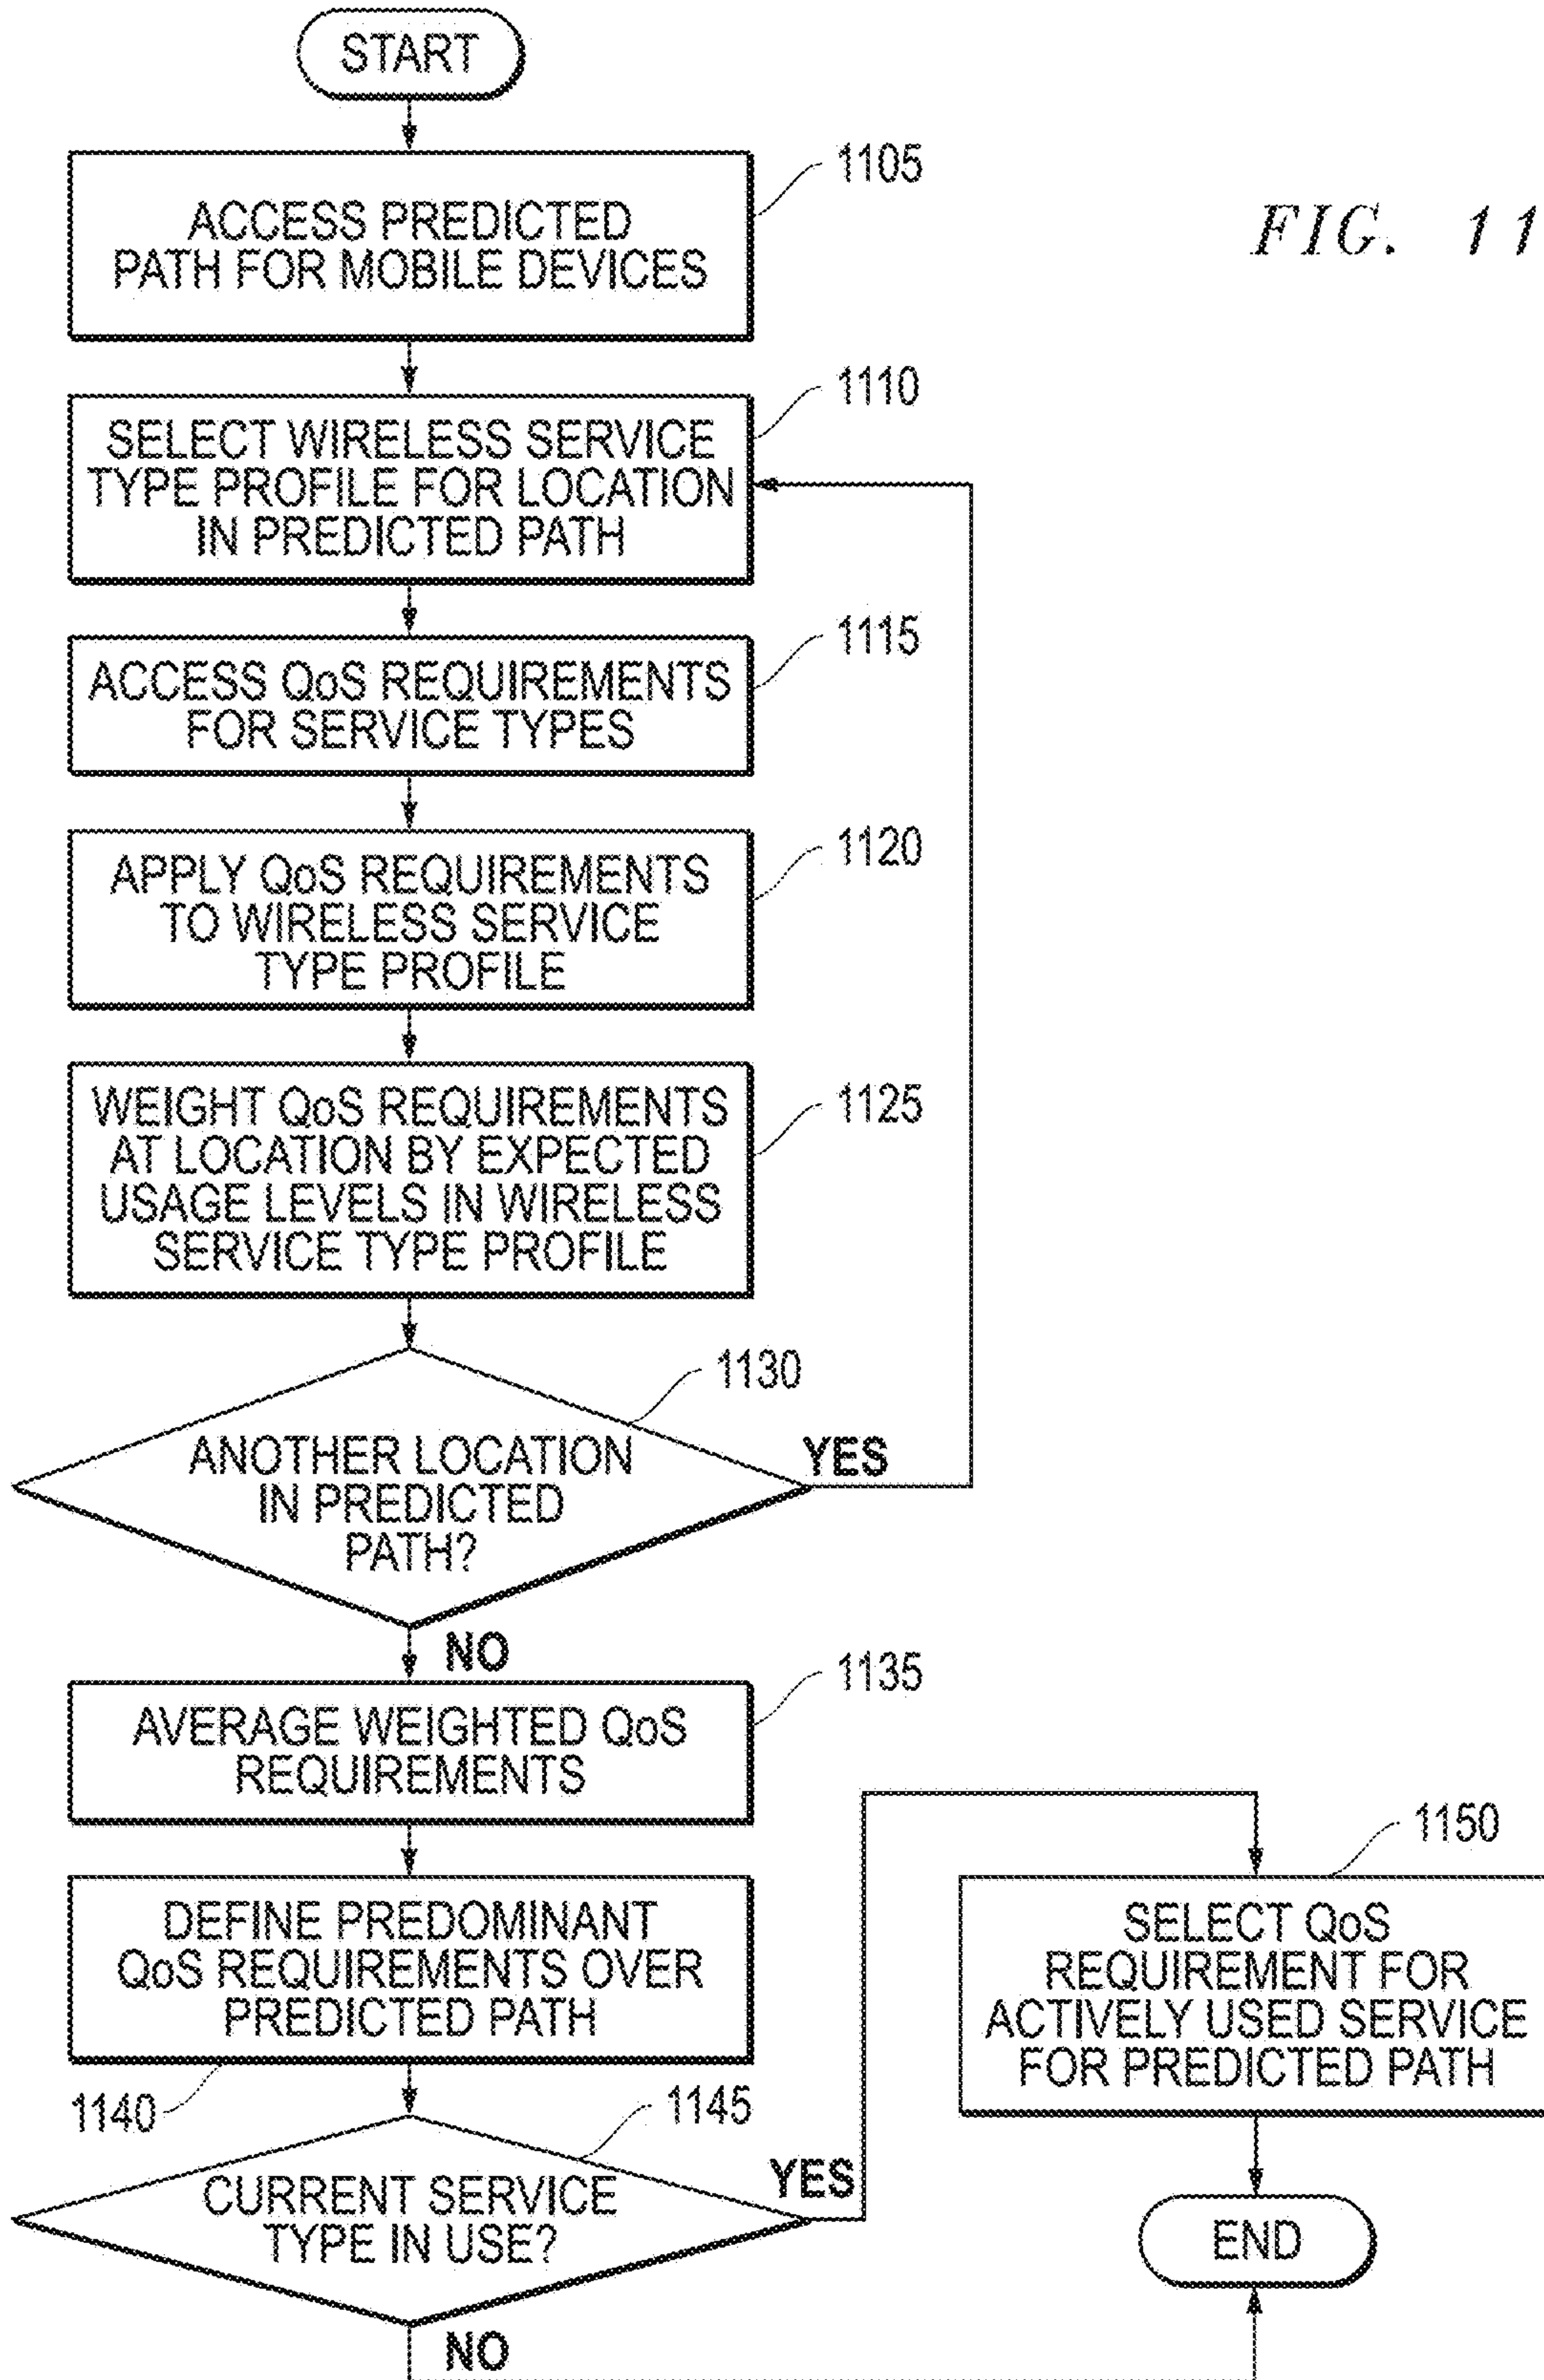 START
1105
FIG. 11
ACCESS PREDICTED
PATH FOR MOBILE DEVICES
1110
SELECT WIRELESS SERVICE
TYPE PROFILE FOR LOCATION
IN PREDICTED PATH
1115
ACCESS QoS REQUIREMENTS
FOR SERVICE TYPES
1120
APPLY QoS REQUIREMENTS
TO WIRELESS SERVICE
TYPE PROFILE
1125
WEIGHT QoS REQUIREMENTS
AT LOCATION BY EXPECTED
USAGE LEVELS IN WIRELESS
SERVICE TYPE PROFILE
1130
ANOTHER LOCATION
IN PREDICTED
PATH?
YES
NO
1135
AVERAGE WEIGHTED QoS
REQUIREMENTS
DEFINE PREDOMINANT
QoS REQUIREMENTS OVER
PREDICTED PATH
1140
1145
CURRENT SERVICE
TYPE IN USE?
YES
NO
1150
SELECT QoS
REQUIREMENT FOR
ACTIVELY USED SERVICE
FOR PREDICTED PATH
END